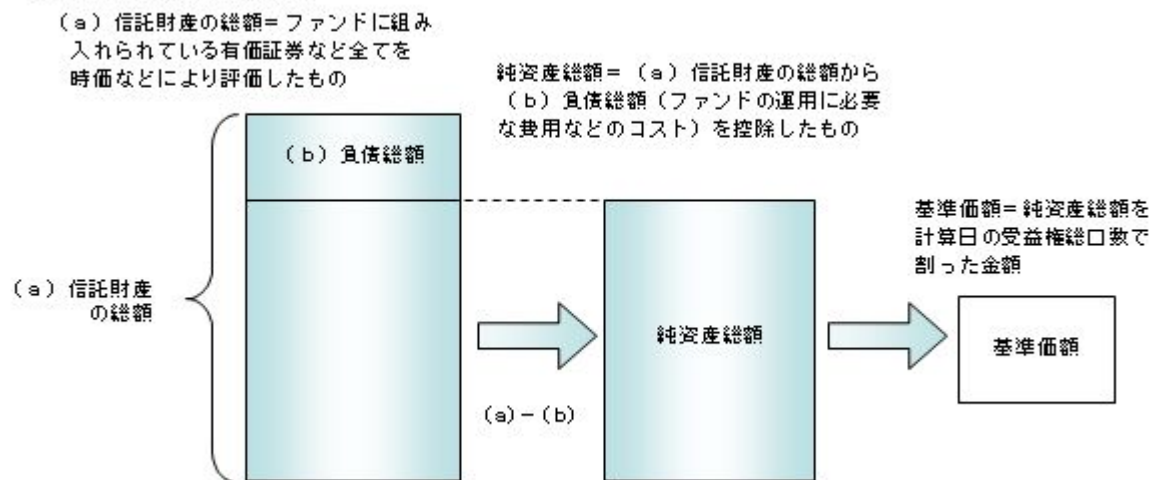 （a）信託財産の総額＝ファンドに組み
入れられている有価証券など全てを
時価などにより評価したもの
純資産総額＝（a）信託財産の総額から
（b）負債総額（ファンドの運用に必要
な費用などのコスト）を控除したもの
（b）負債総額
基準価額＝純資産総額を
計算日の受益権総口数で
割った金額
（a）信託財産
の総額
純資産総額
基準価額
（a）－（b）